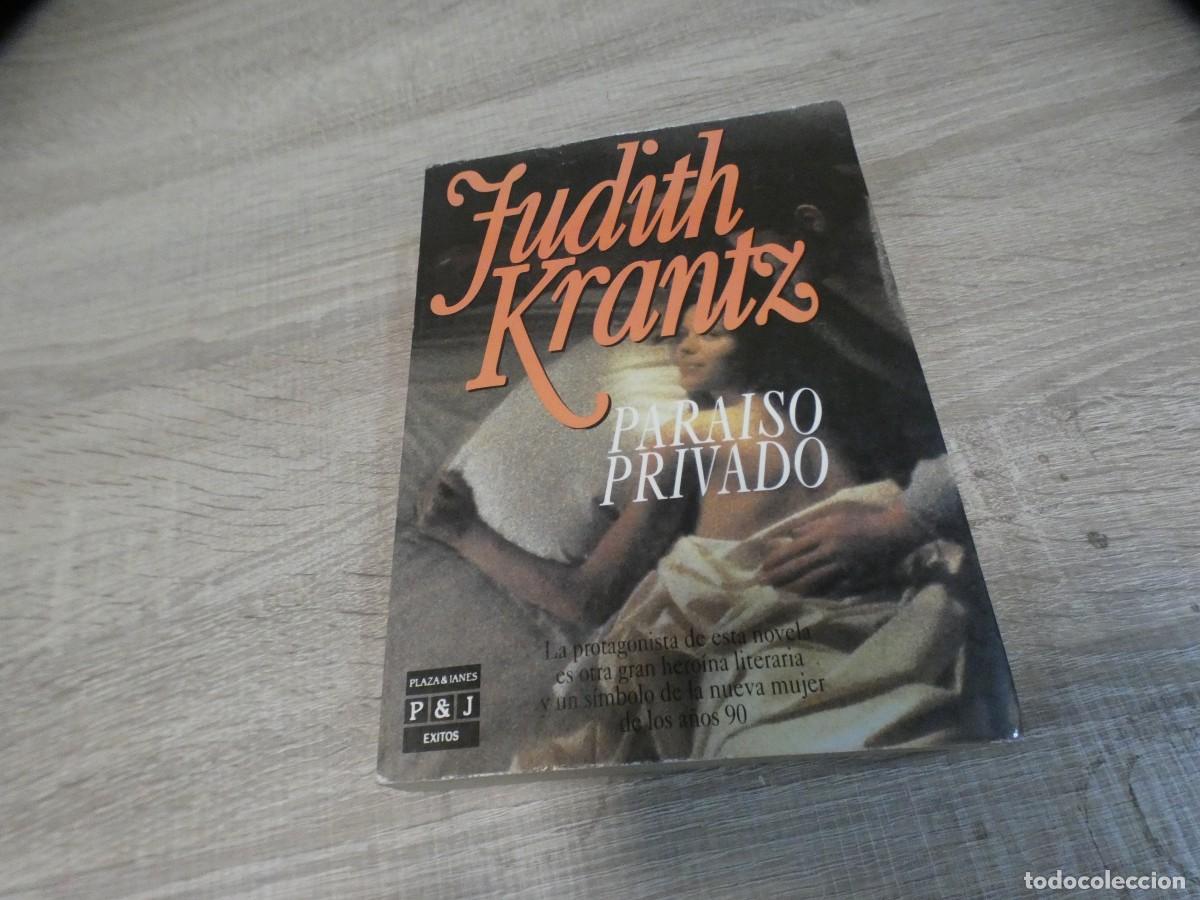 Judith
Krantz
PARAISO
PRIVADO
La protagonista de esta novela
es otra gran heroína literaria
y un símbolo de la nueva mujer
de los años 90
PLAZA & JANES
P & J
EXITOS
todocoleccion